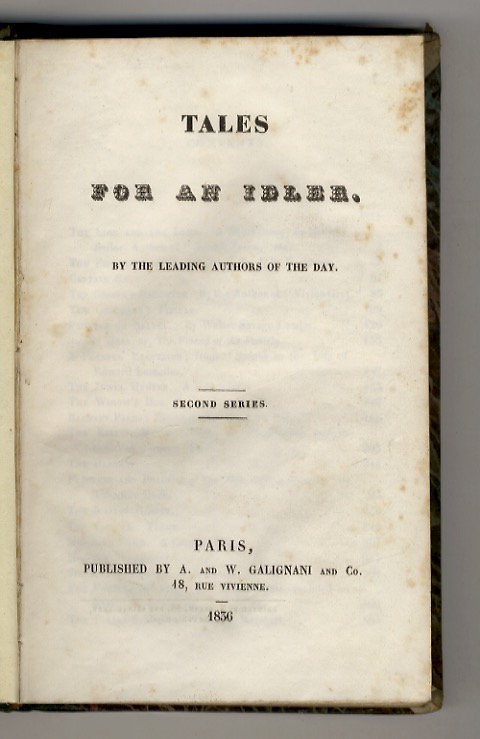 TALES
FOR AN IDLER.
BY THE LEADING AUTHORS OF THE DAY.
SECOND SERIES.
PARIS,
PUBLISHED BY A. AND W. GALIGNANI AND Co.
18, RUE VIVIENNE.
1836